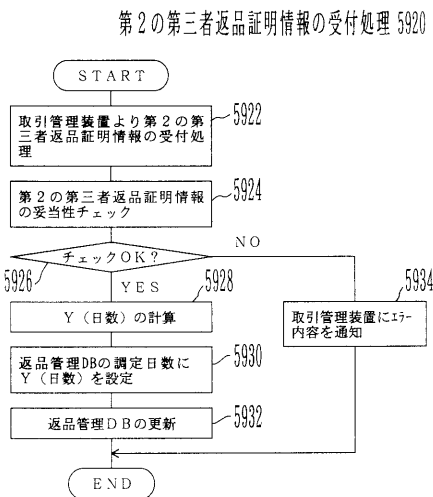 第2の第三者返品証明情報の受付処理 5920
START
取引管理装置より第2の第
三者返品証明情報の受付処
理
5922
第2の第三者返品証明情報
の妥当性チェック
5924
チェックOK?
5926
NO
YES
Y(日数)の計算
5928
取引管理装置にエラー
内容を通知
5934
返品管理DBの調定日数に
Y(日数)を設定
5930
返品管理DBの更新
5932
END